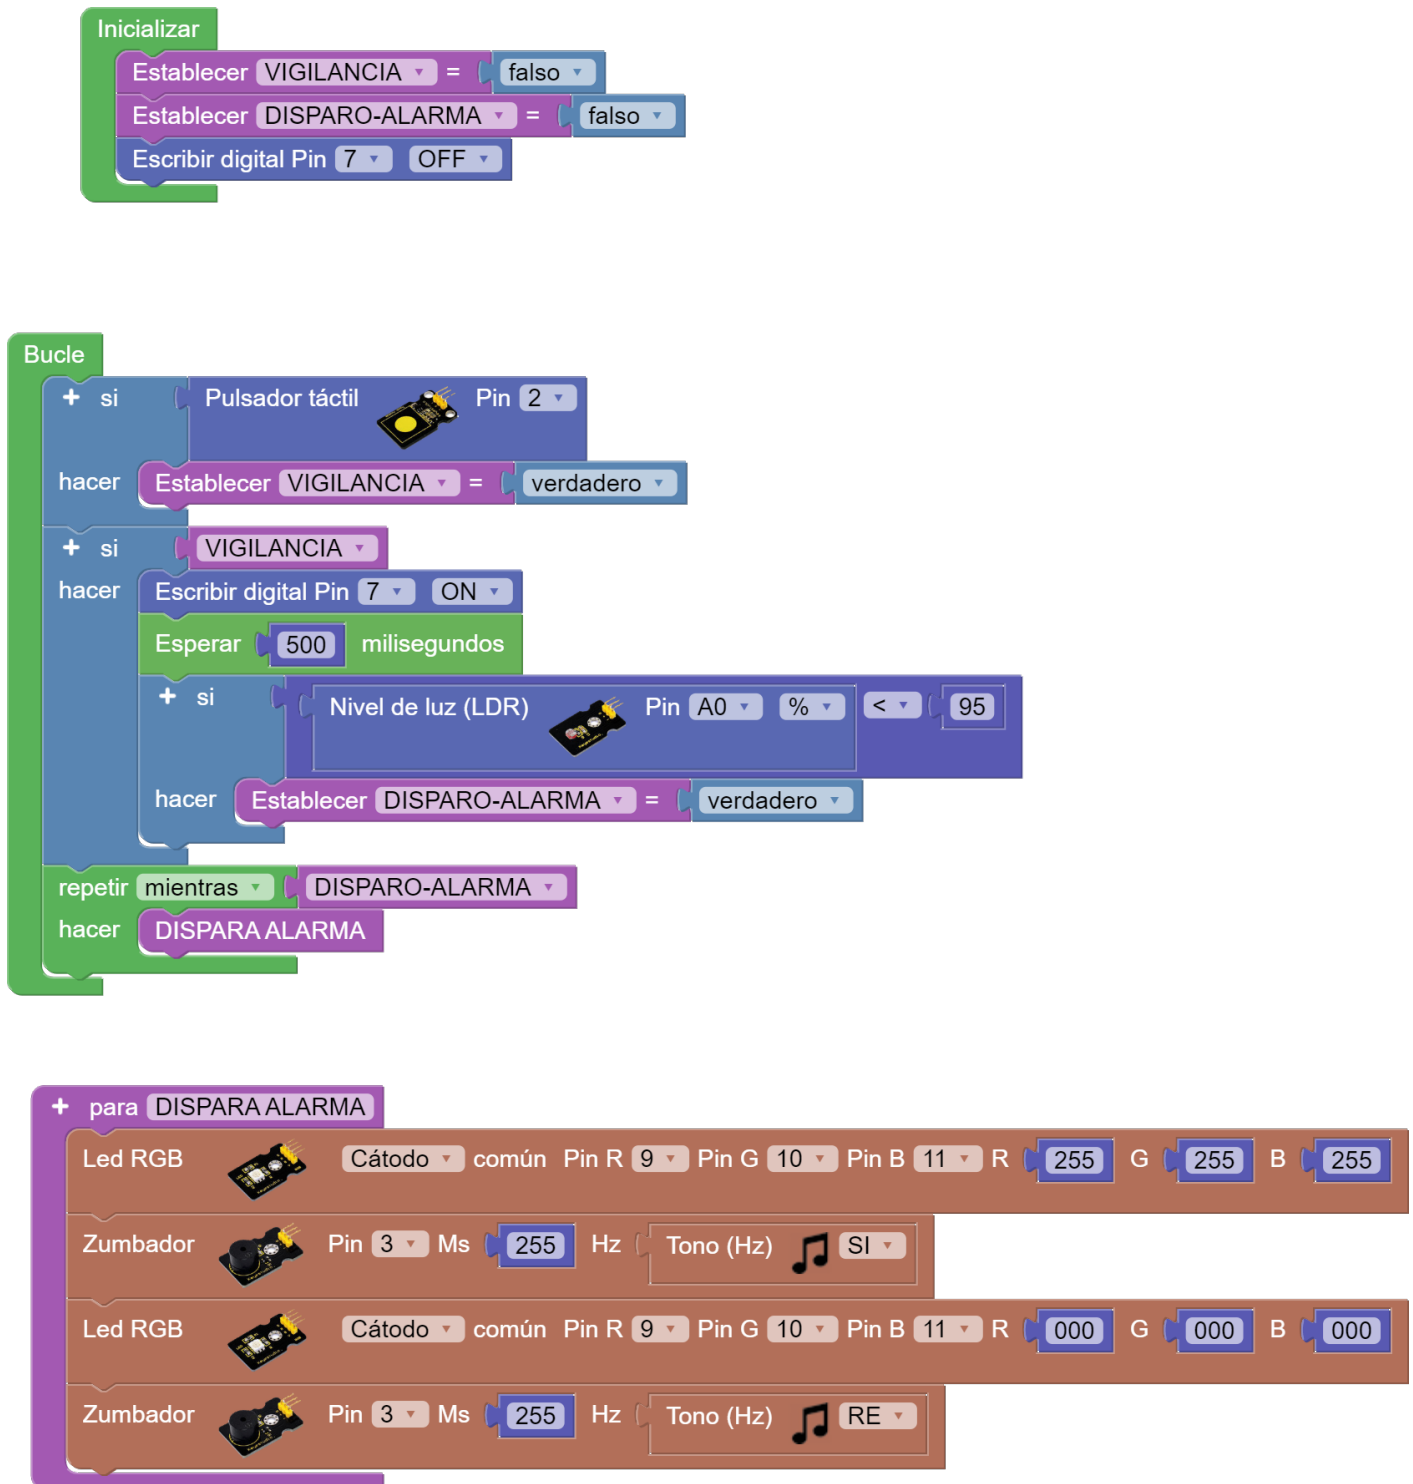 Inicializar
Establecer VIGILANCIA = falso
Establecer DISPARO-ALARMA = falso
Escribir digital Pin 7 OFF
Bucle
+ si Pulsador táctil Pin 2
hacer Establecer VIGILANCIA = verdadero
+ si VIGILANCIA
hacer Escribir digital Pin 7 ON
Esperar 500 milisegundos
+ si Nivel de luz (LDR) Pin A0 % < 95
hacer Establecer DISPARO-ALARMA = verdadero
repetir mientras DISPARO-ALARMA
hacer DISPARA ALARMA
+ para DISPARA ALARMA
Led RGB Cátodo común Pin R 9 Pin G 10 Pin B 11 R 255 G 255 B 255
Zumbador Pin 3 Ms 255 Hz Tono (Hz) SI
Led RGB Cátodo común Pin R 9 Pin G 10 Pin B 11 R 000 G 000 B 000
Zumbador Pin 3 Ms 255 Hz Tono (Hz) RE